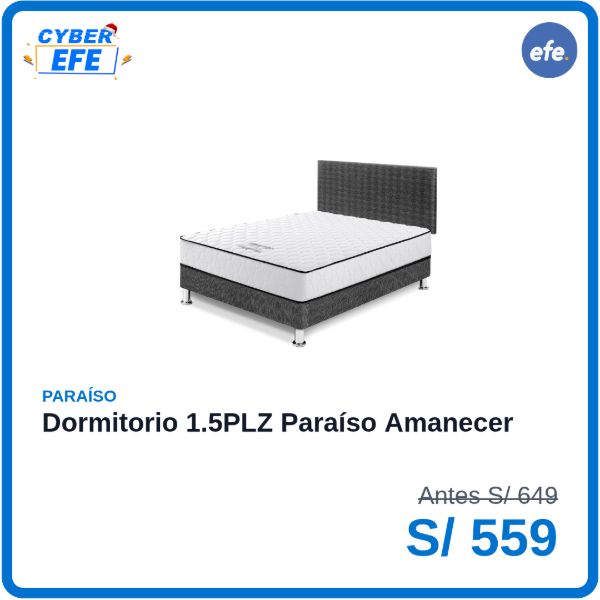 CYBER
EFE
efe.
PARAÍSO
Dormitorio 1.5PLZ Paraíso Amanecer
Antes S/ 649
S/ 559